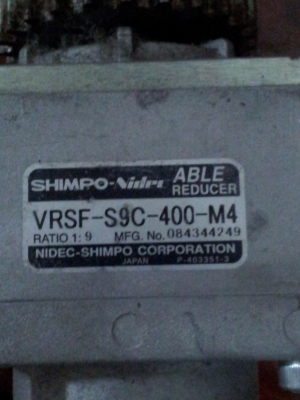 SHIMPO-Nidec ABLE REDUCER
VRSF-S9C-400-M4
RATIO 1: 9 MFG. No. 084344249
NIDEC-SHIMPO CORPORATION
JAPAN P-403351-3